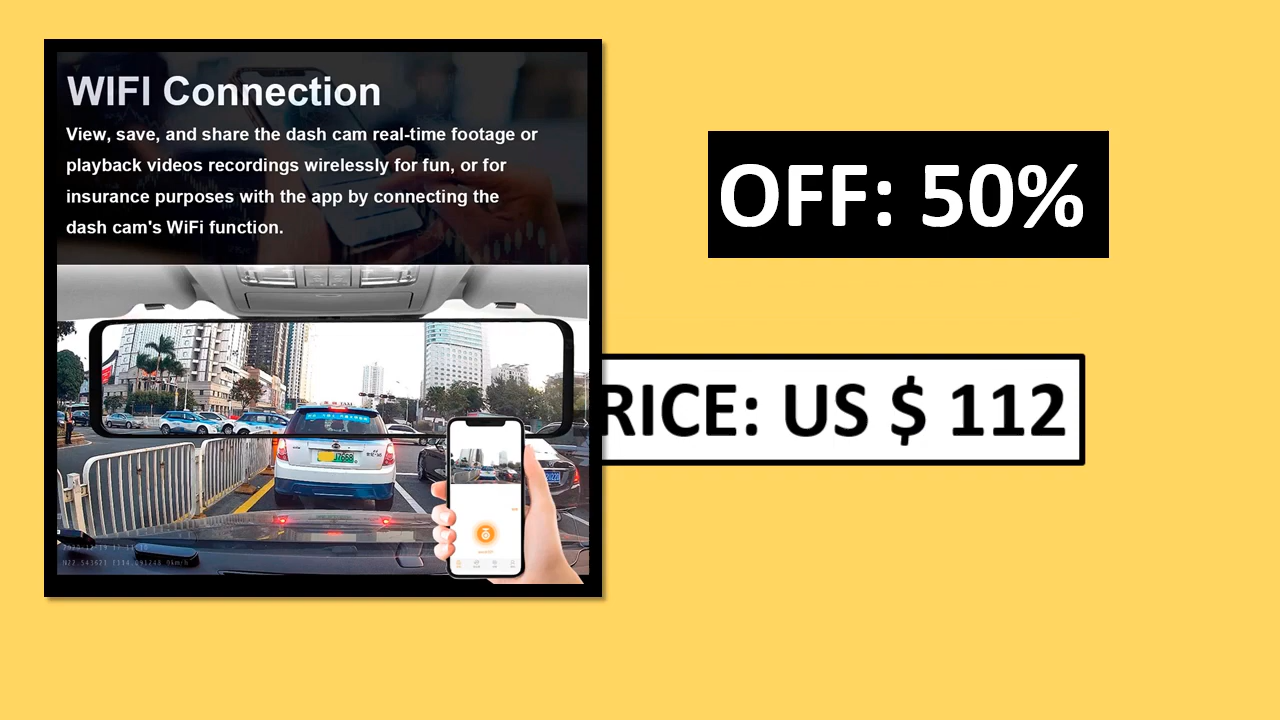 WIFI Connection
View, save, and share the dash cam real-time footage or
playback videos recordings wirelessly for fun, or for
insurance purposes with the app by connecting the
dash cam's WiFi function.
OFF: 50%
RICE: US $ 112